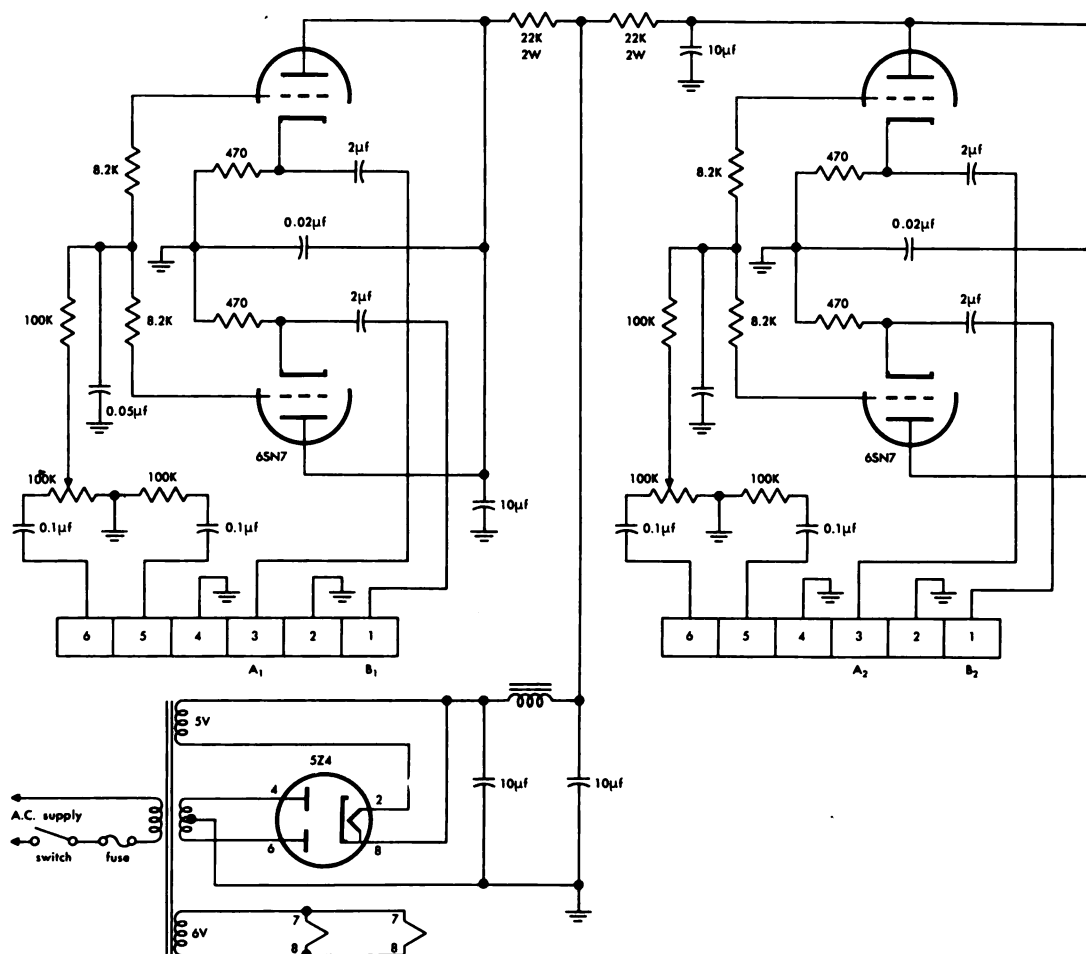 22K
2W
22K
2W
10µf
8.2K
470
2µf
0.02µf
100K
8.2K
470
2µf
0.05µf
6SN7
100K
100K
0.1µf
0.1µf
10µf
6
5
4
3
2
1
A1
B1
8.2K
470
2µf
0.02µf
100K
8.2K
470
2µf
6SN7
100K
100K
0.1µf
0.1µf
6
5
4
3
2
1
A2
B2
5V
5Z4
4
2
6
8
10µf
10µf
A.C. supply
switch
fuse
6V
7
8
7
8